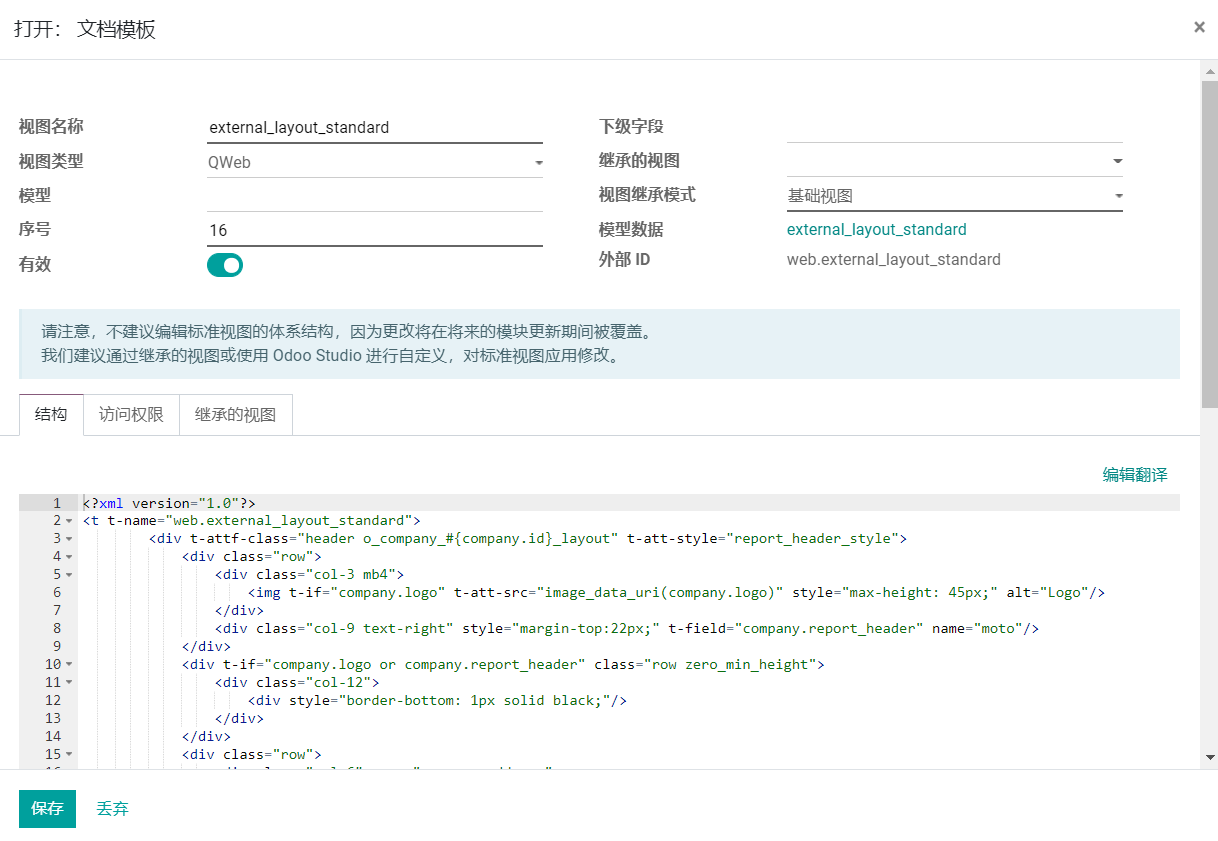 打开： 文档模板
×
视图名称 external_layout_standard
视图类型 QWeb
模型
序号 16
有效
下级字段
继承的视图
视图继承模式 基础视图
模型数据 external_layout_standard
外部 ID web.external_layout_standard
请注意，不建议编辑标准视图的体系结构，因为更改将在将来的模块更新期间被覆盖。
我们建议通过继承的视图或使用 Odoo Studio 进行自定义，对标准视图应用修改。
结构 访问权限 继承的视图
编辑翻译
1 <?xml version="1.0"?>
2 <t t-name="web.external_layout_standard">
3 <div t-attf-class="header o_company_#{company.id}_layout" t-att-style="report_header_style">
4 <div class="row">
5 <div class="col-3 mb4">
6 <img t-if="company.logo" t-att-src="image_data_uri(company.logo)" style="max-height: 45px;" alt="Logo"/>
7 </div>
8 <div class="col-9 text-right" style="margin-top:22px;" t-field="company.report_header" name="moto"/>
9 </div>
10 <div t-if="company.logo or company.report_header" class="row zero_min_height">
11 <div class="col-12">
12 <div style="border-bottom: 1px solid black;"/>
13 </div>
14 </div>
15 <div class="row">
保存 丢弃